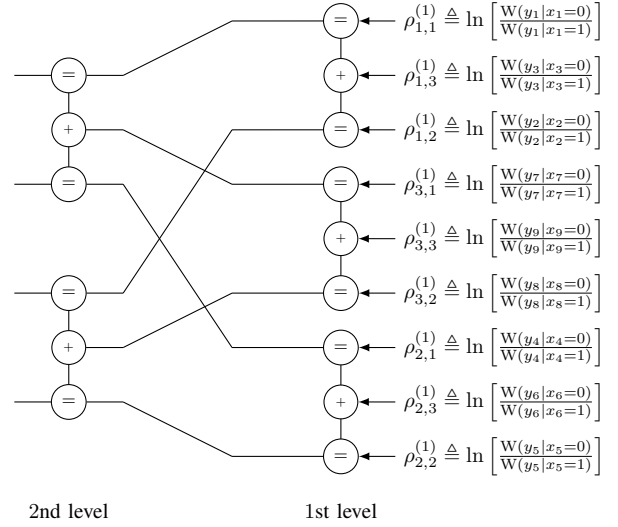 = ρ_{1,1}^{(1)} ≜ ln [ W(y_1|x_1=0) / W(y_1|x_1=1) ]
= + ρ_{1,3}^{(1)} ≜ ln [ W(y_3|x_3=0) / W(y_3|x_3=1) ]
+ = ρ_{1,2}^{(1)} ≜ ln [ W(y_2|x_2=0) / W(y_2|x_2=1) ]
= = ρ_{3,1}^{(1)} ≜ ln [ W(y_7|x_7=0) / W(y_7|x_7=1) ]
+ ρ_{3,3}^{(1)} ≜ ln [ W(y_9|x_9=0) / W(y_9|x_9=1) ]
= = ρ_{3,2}^{(1)} ≜ ln [ W(y_8|x_8=0) / W(y_8|x_8=1) ]
+ = ρ_{2,1}^{(1)} ≜ ln [ W(y_4|x_4=0) / W(y_4|x_4=1) ]
= + ρ_{2,3}^{(1)} ≜ ln [ W(y_6|x_6=0) / W(y_6|x_6=1) ]
= ρ_{2,2}^{(1)} ≜ ln [ W(y_5|x_5=0) / W(y_5|x_5=1) ]
2nd level 1st level